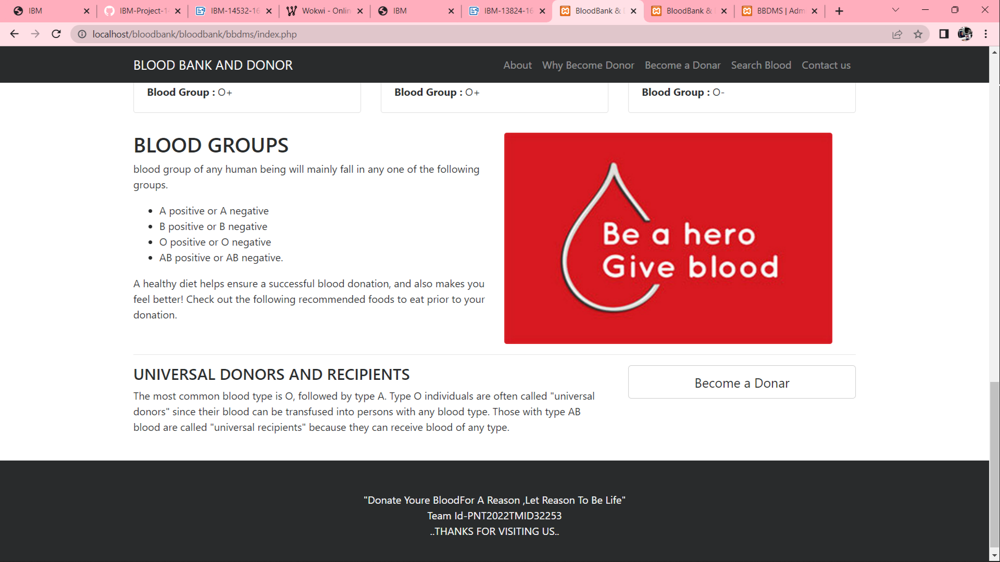 IBM
IBM-Project-1
IBM-14532-16
Wokwi - Onlin
IBM
IBM-13824-16
BloodBank &
BloodBank &
BBDMS | Adm
localhost/bloodbank/bloodbank/bbdms/index.php
BLOOD BANK AND DONOR
About
Why Become Donor
Become a Donar
Search Blood
Contact us
Blood Group : O+
Blood Group : O+
Blood Group : O-
BLOOD GROUPS
blood group of any human being will mainly fall in any one of the following
groups.
A positive or A negative
B positive or B negative
O positive or O negative
AB positive or AB negative.
A healthy diet helps ensure a successful blood donation, and also makes you
feel better! Check out the following recommended foods to eat prior to your
donation.
Be a hero
Give blood
UNIVERSAL DONORS AND RECIPIENTS
The most common blood type is O, followed by type A. Type O individuals are often called "universal
donors" since their blood can be transfused into persons with any blood type. Those with type AB
blood are called "universal recipients" because they can receive blood of any type.
Become a Donar
"Donate Youre BloodFor A Reason ,Let Reason To Be Life"
Team Id-PNT2022TMID32253
..THANKS FOR VISITING US..